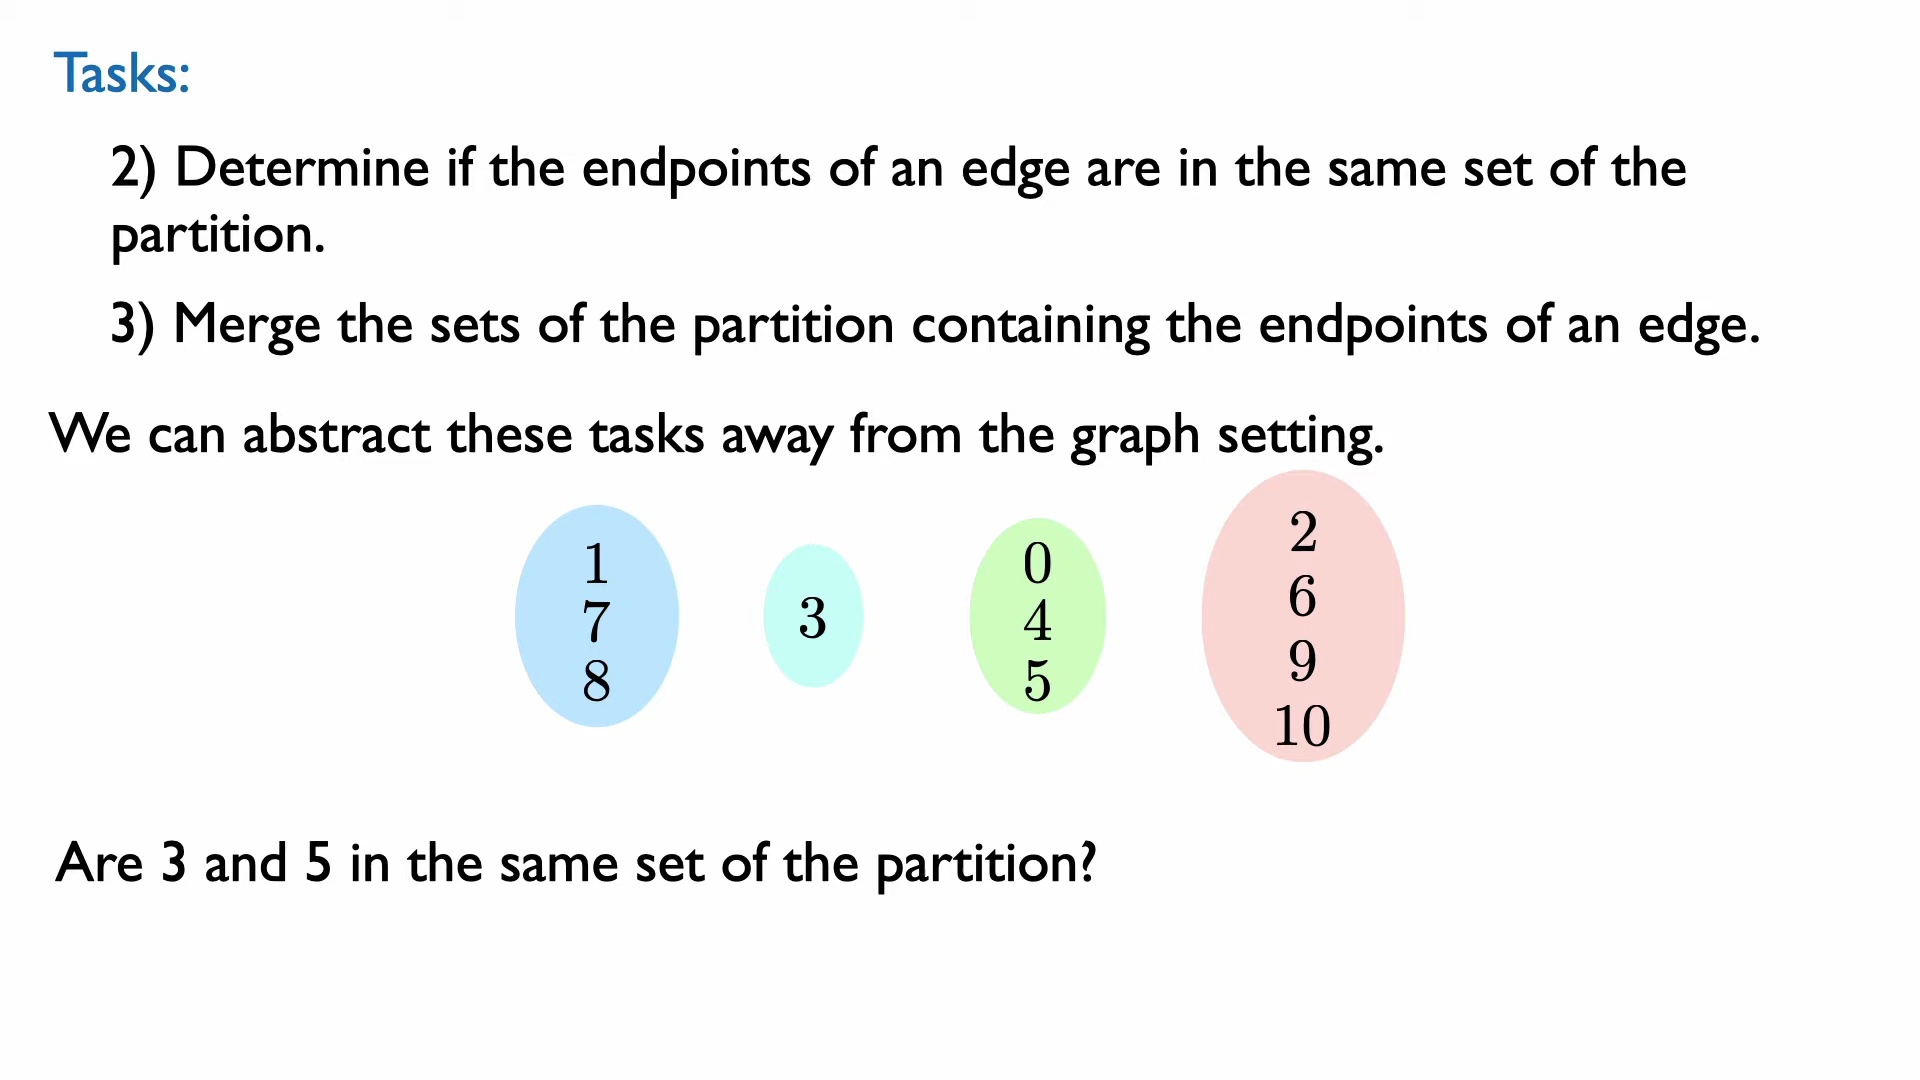 Tasks:
2) Determine if the endpoints of an edge are in the same set of the
partition.
3) Merge the sets of the partition containing the endpoints of an edge.
We can abstract these tasks away from the graph setting.
1
7
8
3
0
4
5
2
6
9
10
Are 3 and 5 in the same set of the partition?